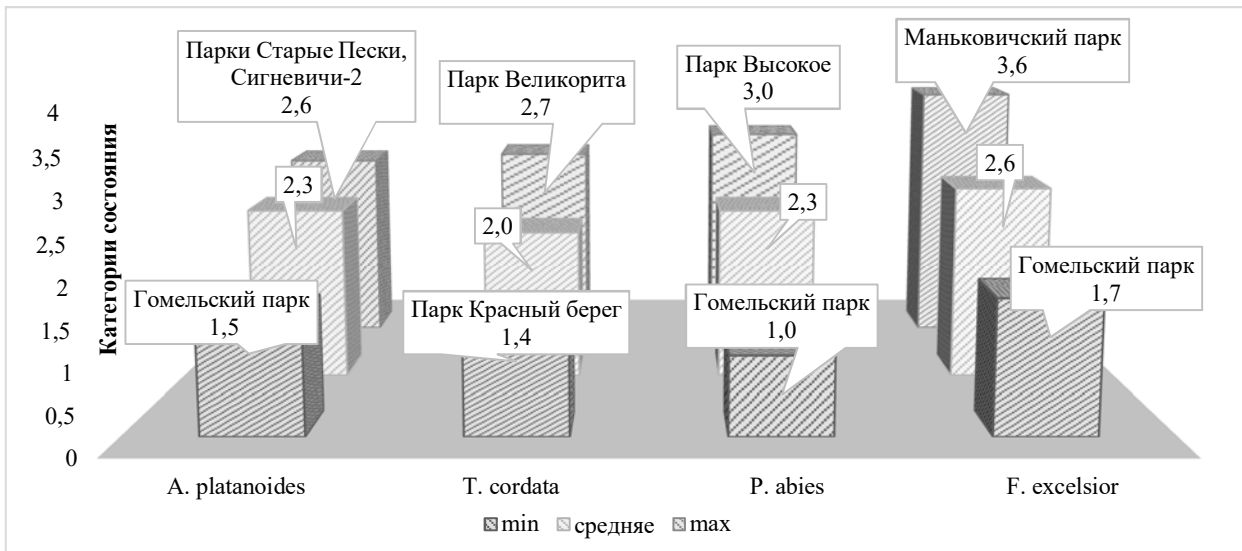 Парки Старые Пески,
Сигневичи-2
2,6
Парк Великорита
2,7
Парк Высокое
3,0
Маньковичский парк
3,6
2,3
2,0
2,3
2,6
Гомельский парк
1,5
Парк Красный берег
1,4
Гомельский парк
1,0
Гомельский парк
1,7
Категории состояния
4
3,5
3
2,5
2
1,5
1
0,5
0
A. platanoides
T. cordata
P. abies
F. excelsior
min
средняе
max